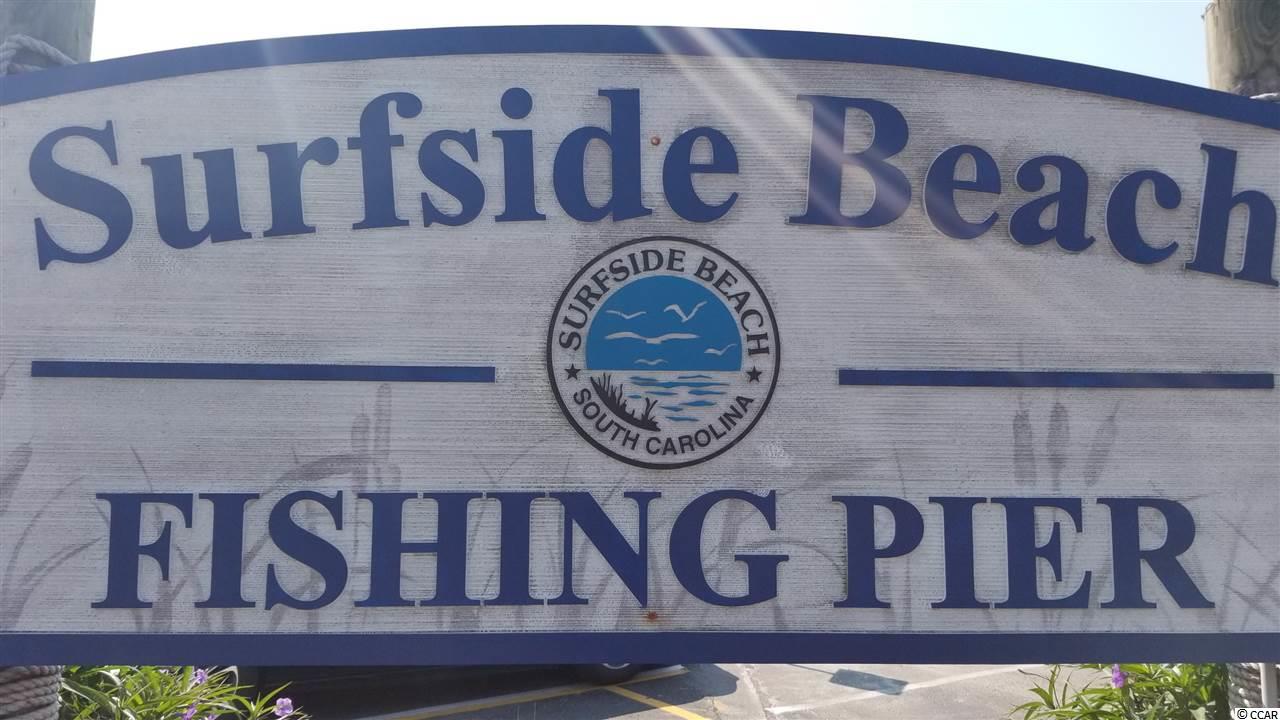 Surfside Beach
SURFSIDE BEACH
SOUTH CAROLINA
FISHING PIER
© CCAR